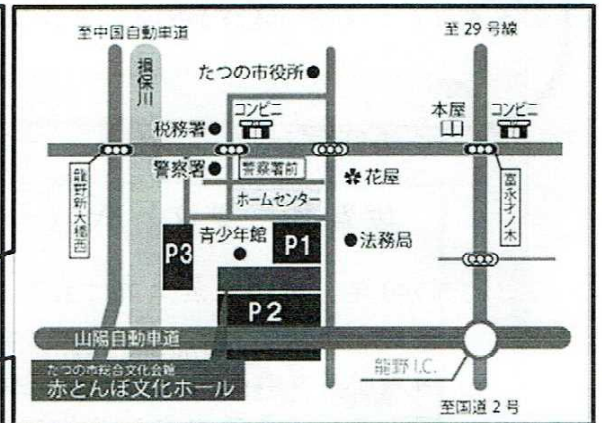 至中国自動車道
至29号線
揖保川
たつの市役所
コンビニ
本屋
コンビニ
税務署
警察署
警察署前
花屋
龍野新大橋西
ホームセンター
富永才ノ木
青少年館
P1
法務局
P3
P2
山陽自動車道
たつの市総合文化会館
赤とんぼ文化ホール
龍野I.C.
至国道2号